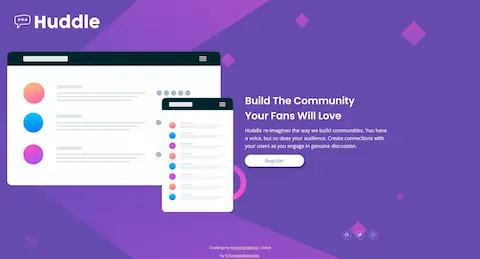 Huddle
Build The Community
Your Fans Will Love
Huddle re-imagines the way we build communities. You have
a voice, but so does your audience. Create connections with
your users as you engage in genuine discussion.
Register
Challenge by Frontend Mentor. Coded
by